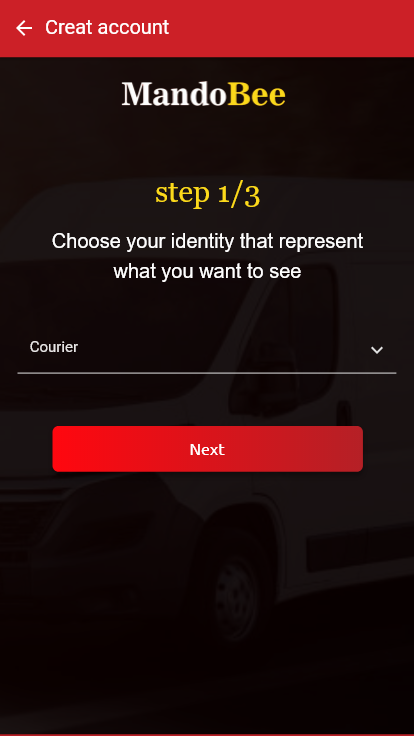 Creat account
MandoBee
step 1/3
Choose your identity that represent
what you want to see
Courier
Next